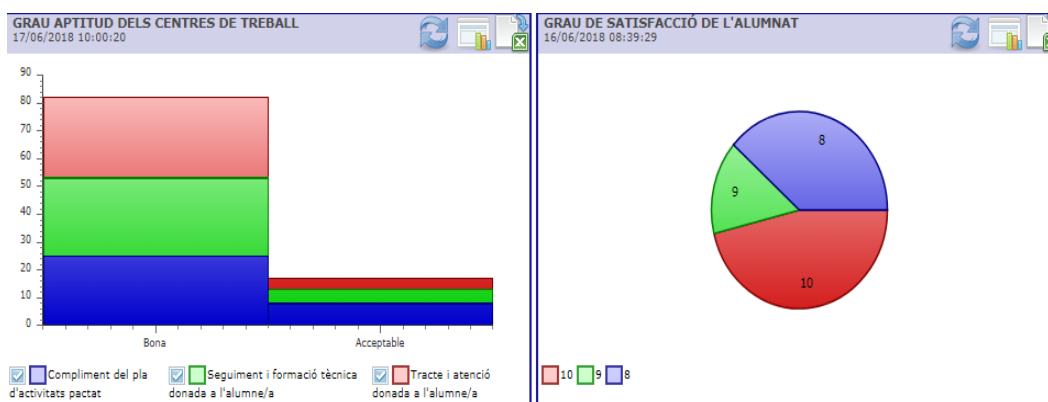 GRAU APTITUD DELS CENTRES DE TREBALL
17/06/2018 10:00:20
90
80
70
60
50
40
30
20
10
0
Bona
Acceptable
Compliment del pla
d'activitats pactat
Seguiment i formació tècnica
donada a l'alumne/a
Tracte i atenció
donada a l'alumne/a
GRAU DE SATISFACCIÓ DE L'ALUMNAT
16/06/2018 08:39:29
8
9
10
10 9 8